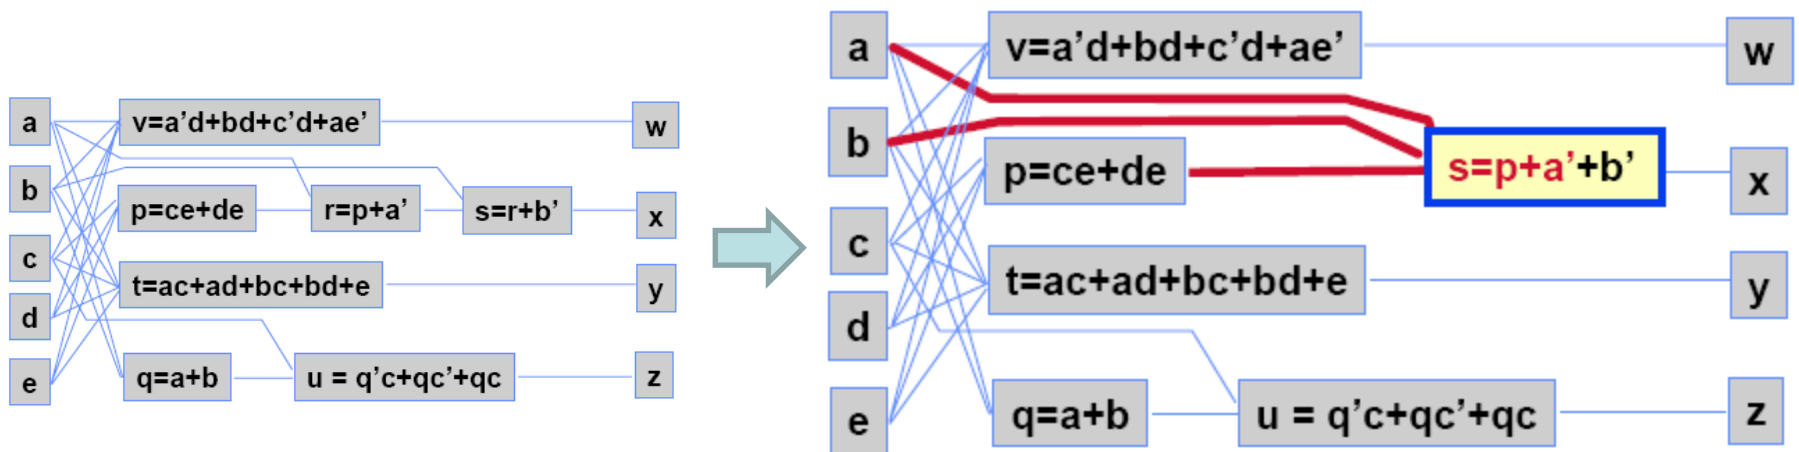 a
v=a’d+bd+c’d+ae’
w
b
p=ce+de
r=p+a’
s=r+b’
x
c
t=ac+ad+bc+bd+e
y
d
e
q=a+b
u = q’c+qc’+qc
z
a
v=a’d+bd+c’d+ae’
w
b
p=ce+de
s=p+a’+b’
x
c
t=ac+ad+bc+bd+e
y
d
e
q=a+b
u = q’c+qc’+qc
z